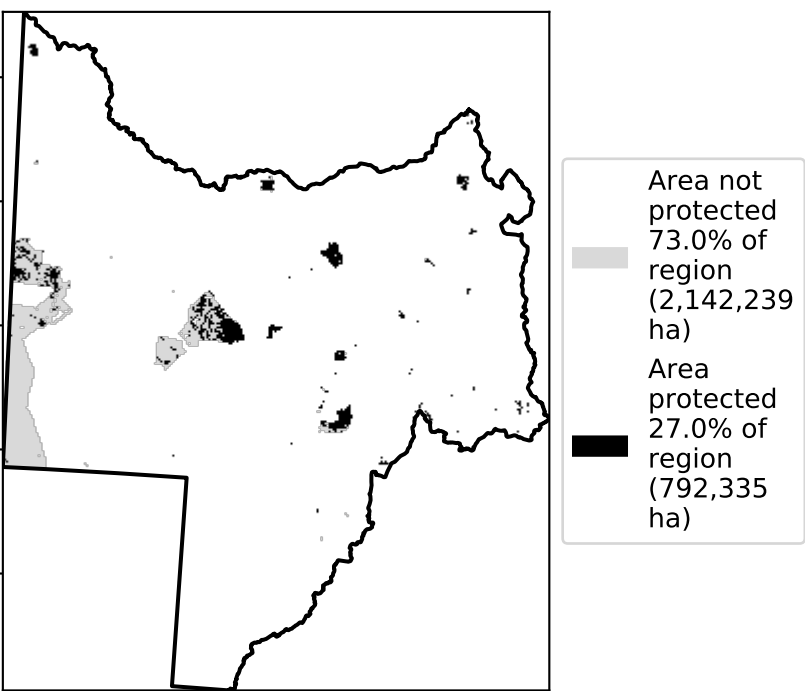 Area not
protected
73.0% of
region
(2,142,239
ha)
Area
protected
27.0% of
region
(792,335
ha)